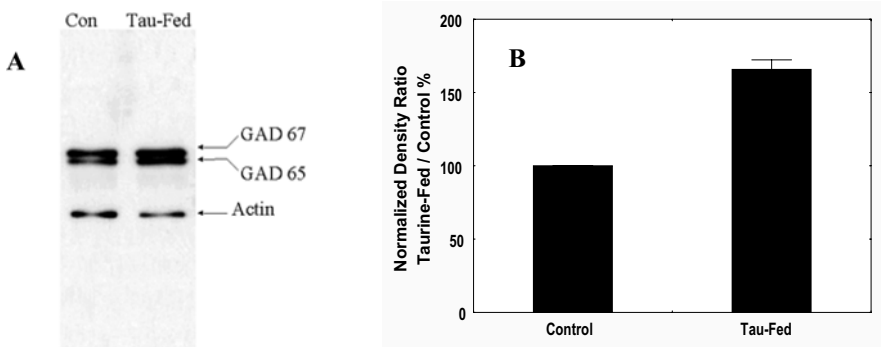 Con Tau-Fed
A
GAD 67
GAD 65
Actin
B
Normalized Density Ratio
Taurine-Fed / Control %
200
150
100
50
0
Control Tau-Fed